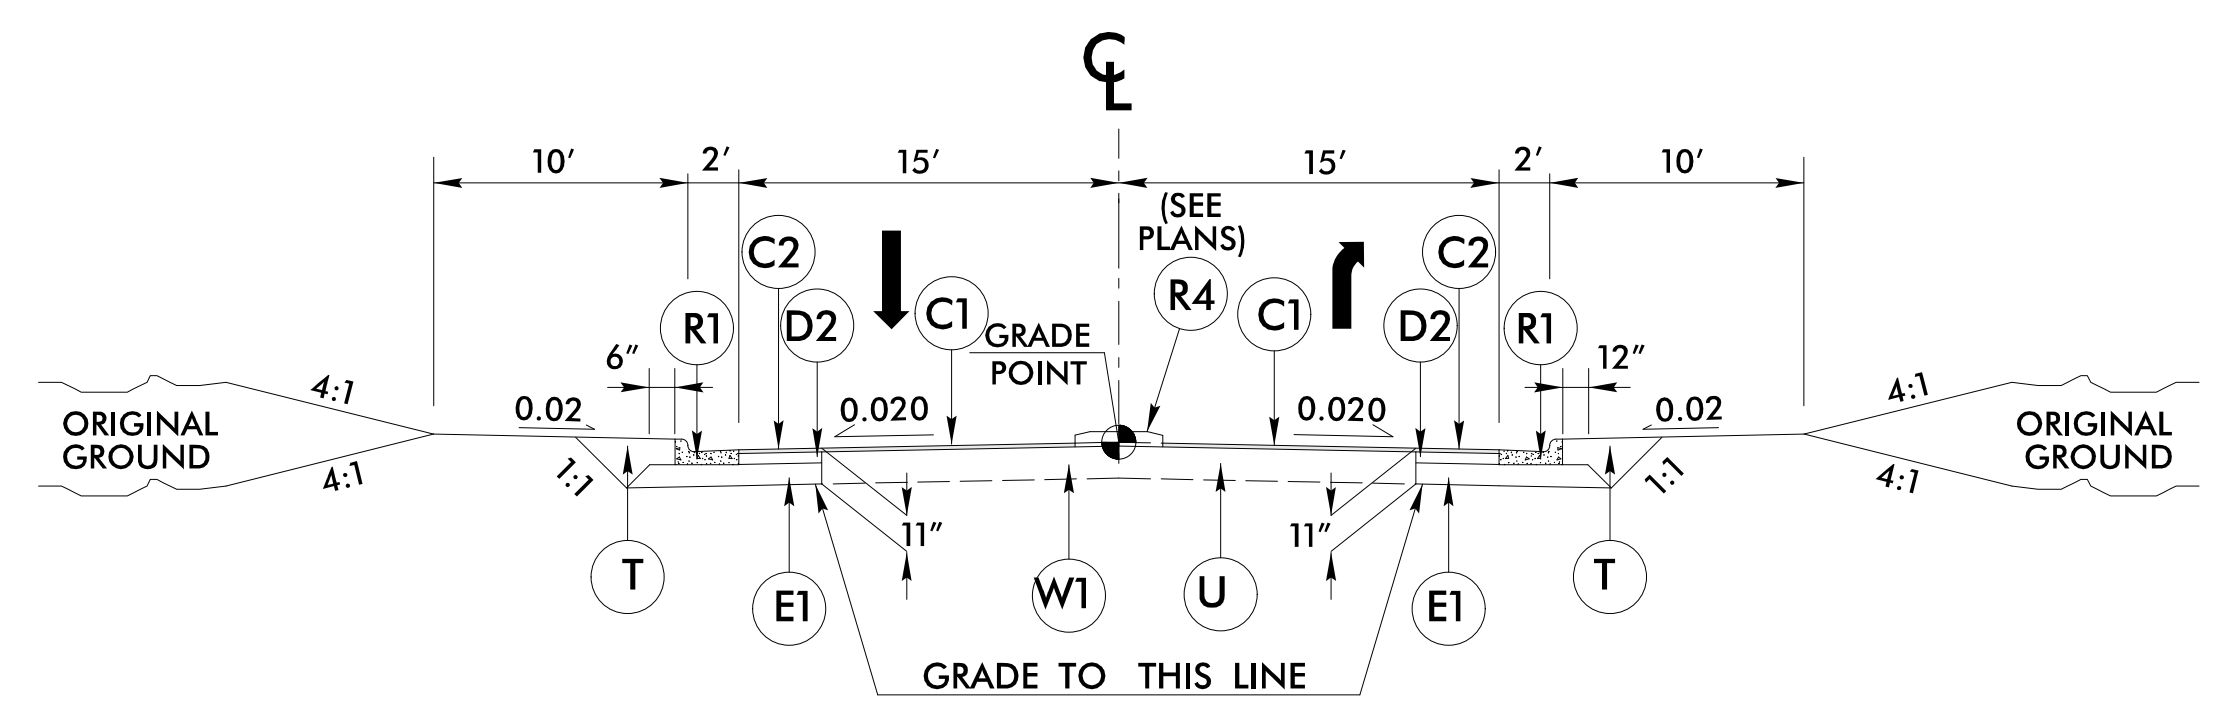 ℄
10' 2' 15' 15' 2' 10'
(SEE
PLANS)
C2 C2
R4
R1 D2 C1 C1 D2 R1
GRADE
POINT
6" 12"
4:1 4:1
0.02 0.020 0.020 0.02
ORIGINAL
GROUND
ORIGINAL
GROUND
4:1 1:1 1:1 4:1
11" 11"
T E1 W1 U E1 T
GRADE TO THIS LINE